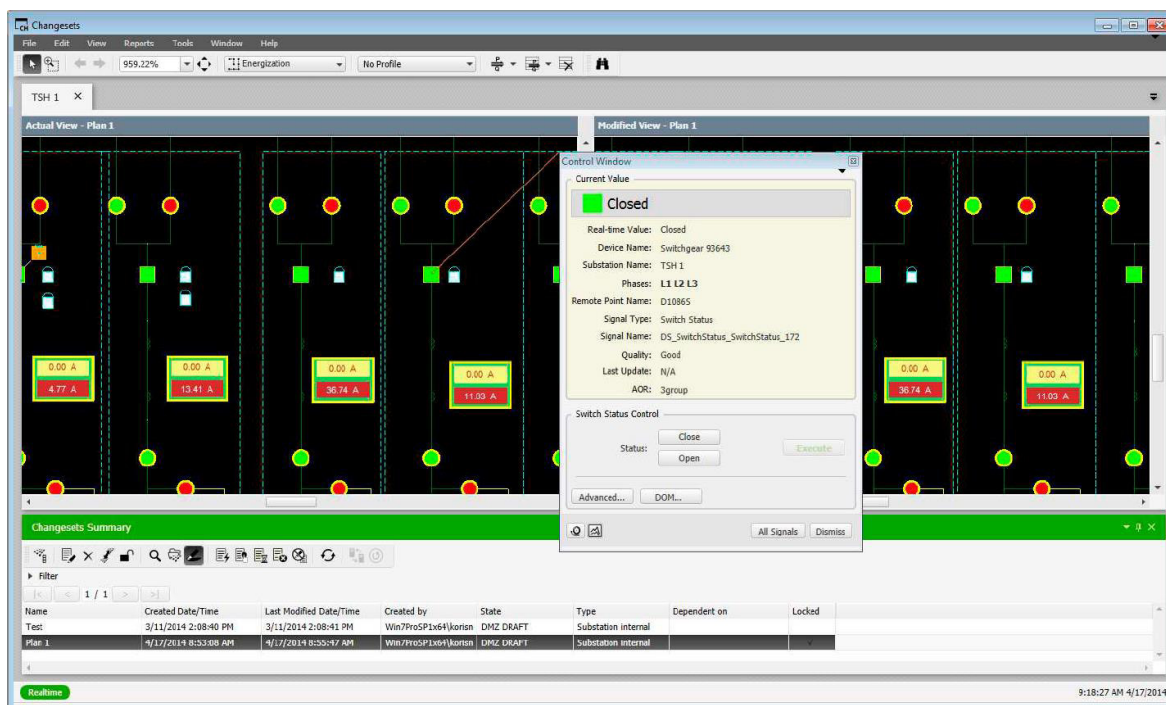 CH Changesets
File Edit View Reports Tools Window Help
959.22% Energization No Profile
TSH 1
Actual View - Plan 1
Modified View - Plan 1
0.00 A 0.00 A 0.00 A 0.00 A
4.77 A 13.41 A 36.74 A 11.03 A
Control Window
Current Value
Closed
Real-time Value: Closed
Device Name: Switchgear 93643
Substation Name: TSH 1
Phases: L1 L2 L3
Remote Point Name: D10865
Signal Type: Switch Status
Signal Name: DS_SwitchStatus_SwitchStatus_172
Quality: Good
Last Update: N/A
AOR: 3group
Switch Status Control
Status:
Close
Open
Execute
Advanced... DOM...
All Signals Dismiss
0.00 A 0.00 A
36.74 A 11.03 A
Changesets Summary
Filter
1 / 1
Name Created Date/Time Last Modified Date/Time Created by State Type Dependent on Locked
Test 3/11/2014 2:08:40 PM 3/11/2014 2:08:41 PM Win7ProSP1x64\korisn DMZ DRAFT Substation internal
Plan 1 4/17/2014 8:53:08 AM 4/17/2014 8:55:47 AM Win7ProSP1x64\korisn DMZ DRAFT Substation internal
Realtime
9:18:27 AM 4/17/2014